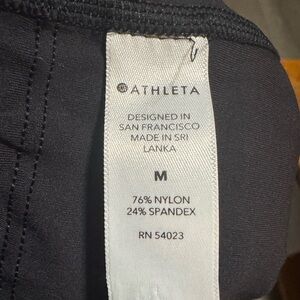 ATHLETA
DESIGNED IN
SAN FRANCISCO
MADE IN SRI
LANKA
M
76% NYLON
24% SPANDEX
RN 54023